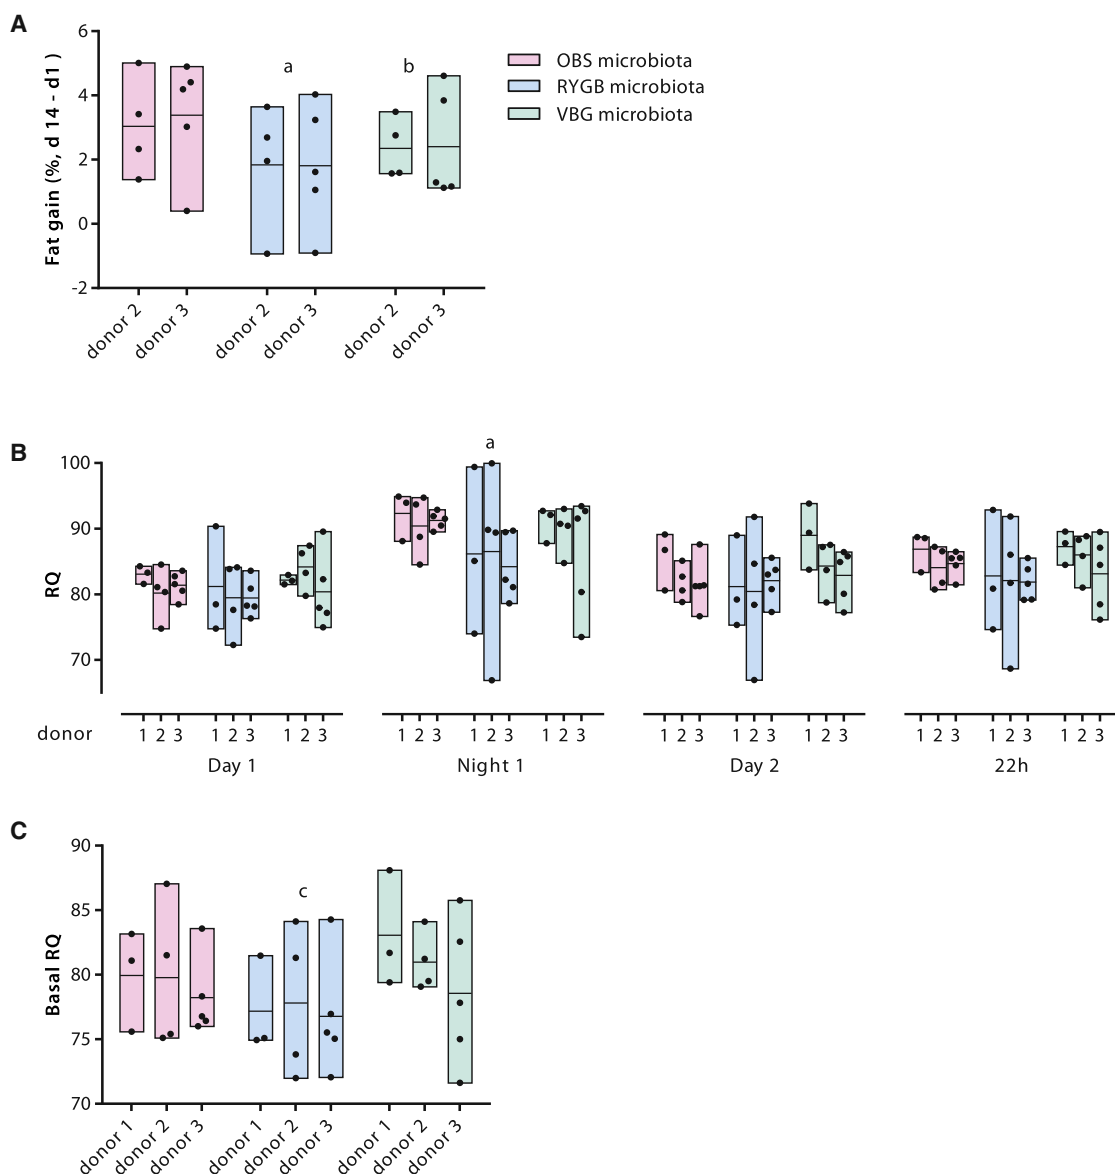 A
Fat gain (%, d 14 - d1 )
6
4
2
0
-2
a
b
OBS microbiota
RYGB microbiota
VBG microbiota
donor 2
donor 3
donor 2
donor 3
donor 2
donor 3
B
RQ
100
90
80
70
a
donor
1 2 3 1 2 3 1 2 3 1 2 3 1 2 3 1 2 3 1 2 3 1 2 3 1 2 3 1 2 3 1 2 3 1 2 3
Day 1
Night 1
Day 2
22h
C
Basal RQ
90
85
80
75
70
c
donor 1
donor 2
donor 3
donor 1
donor 2
donor 3
donor 1
donor 2
donor 3